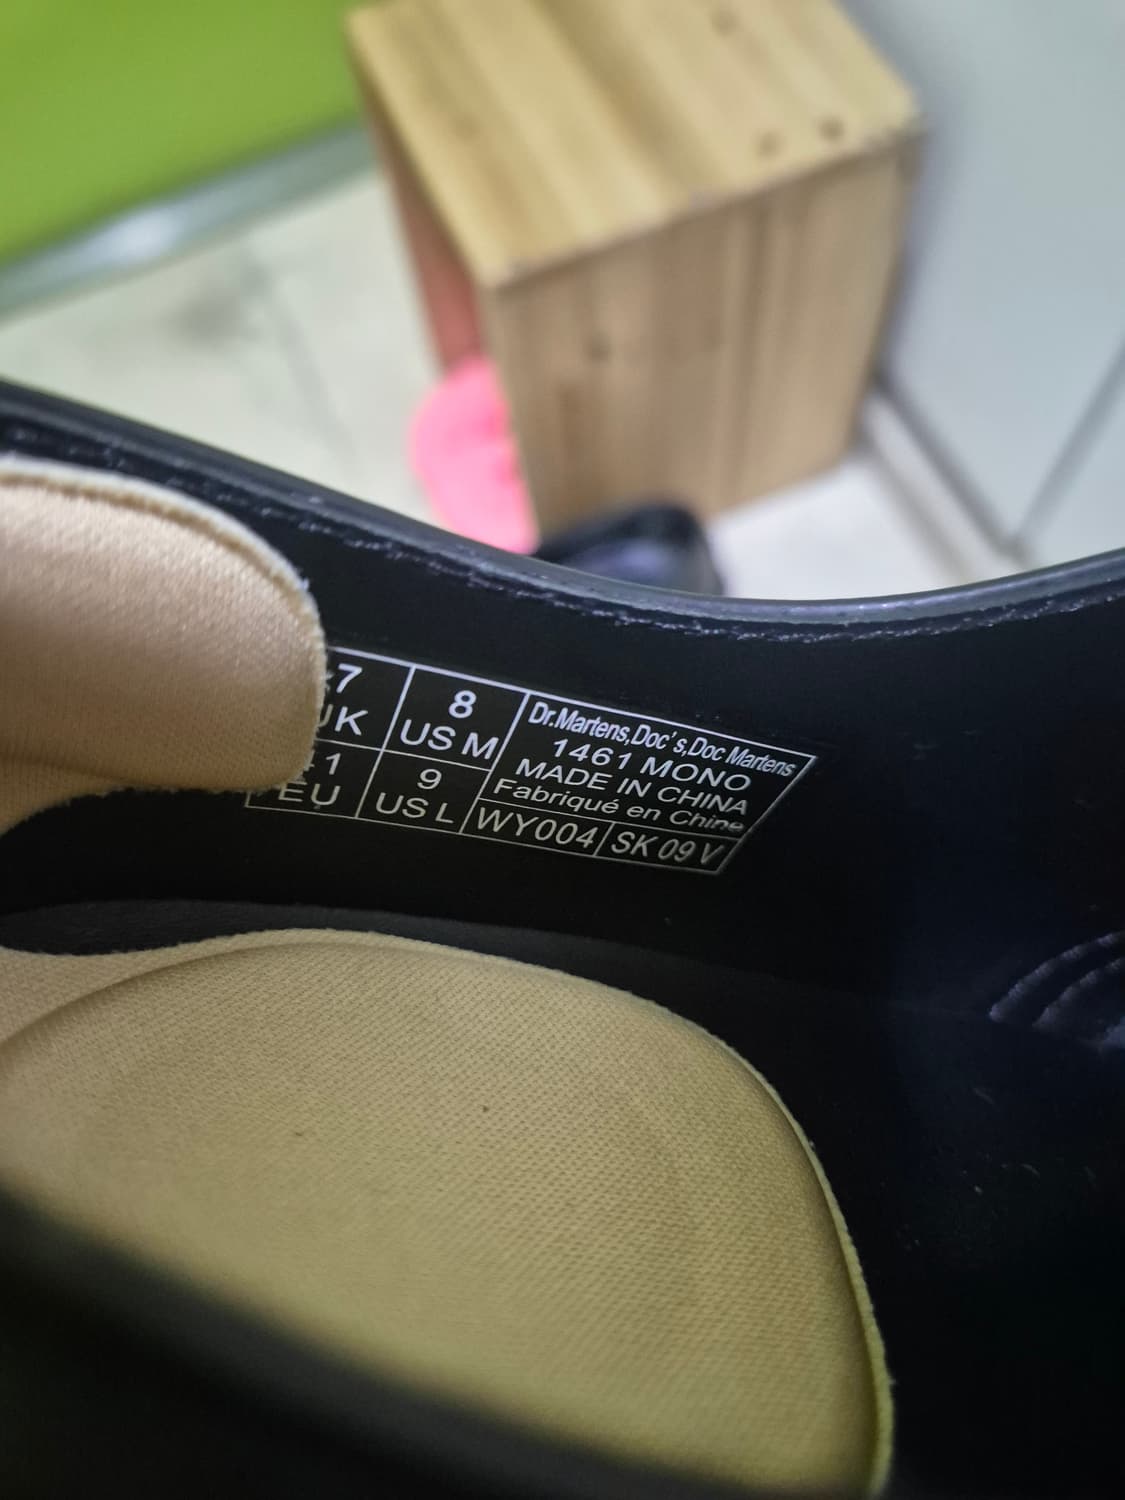 7 UK
8 US M
1 EU
9 US L
Dr.Martens,Doc's,Doc Martens
1461 MONO
MADE IN CHINA
Fabriqué en Chine
WY004
SK 09 V